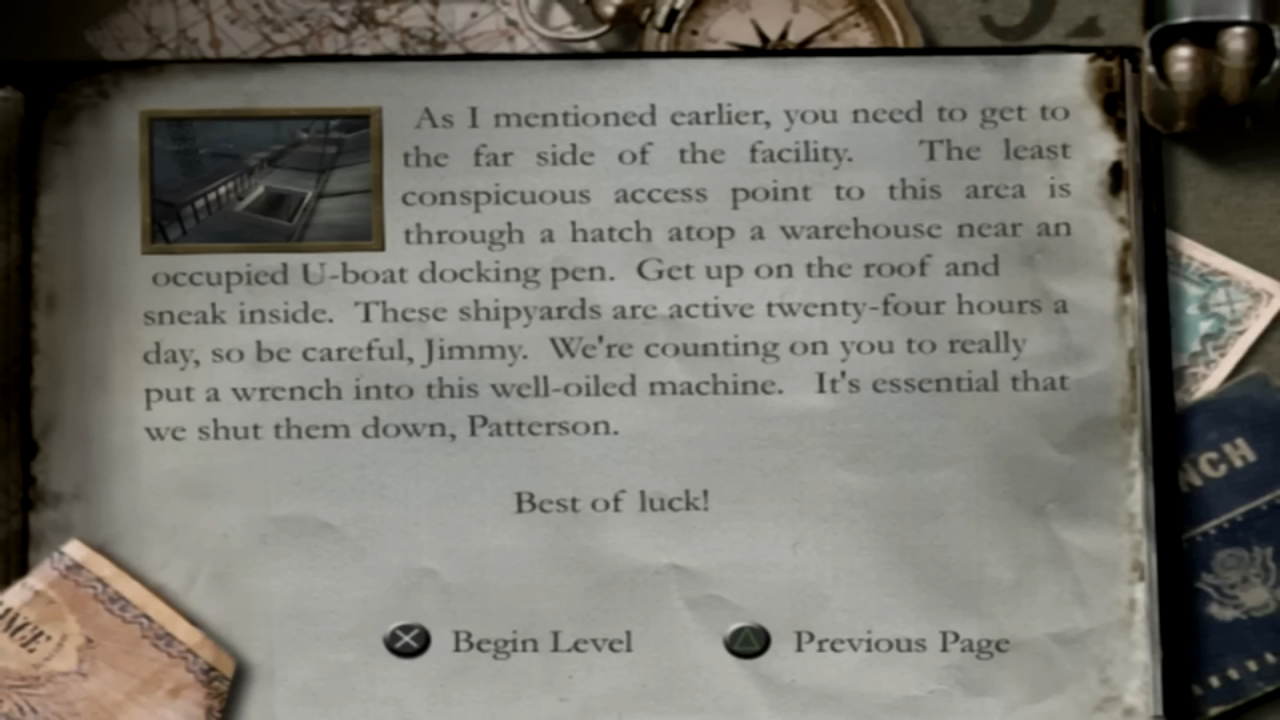 As I mentioned earlier, you need to get to
the far side of the facility. The least
conspicuous access point to this area is
through a hatch atop a warehouse near an
occupied U-boat docking pen. Get up on the roof and
sneak inside. These shipyards are active twenty-four hours a
day, so be careful, Jimmy. We're counting on you to really
put a wrench into this well-oiled machine. It's essential that
we shut them down, Patterson.
Best of luck!
Begin Level
Previous Page